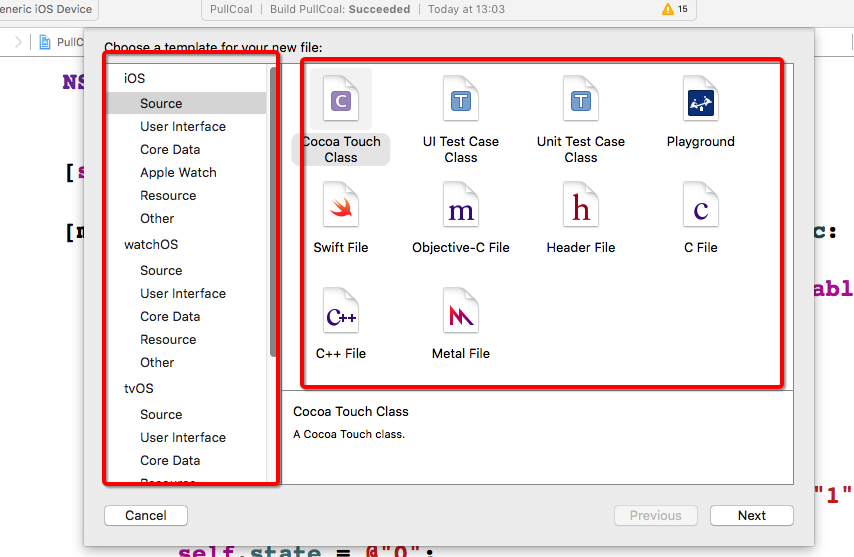 eneric iOS Device
PullCoal | Build PullCoal: Succeeded | Today at 13:03
15
PullC
Choose a template for your new file:
NS
iOS
Source
User Interface
Core Data
Apple Watch
Resource
Other
watchOS
Source
User Interface
Core Data
Resource
Other
tvOS
Source
User Interface
Core Data
Resource
Cocoa Touch
Class
UI Test Case
Class
Unit Test Case
Class
Playground
Swift File
Objective-C File
Header File
C File
C++ File
Metal File
Cocoa Touch Class
A Cocoa Touch class.
[s
[n
c:
abl
"1"
Cancel
Previous
Next
self.state = @"0";